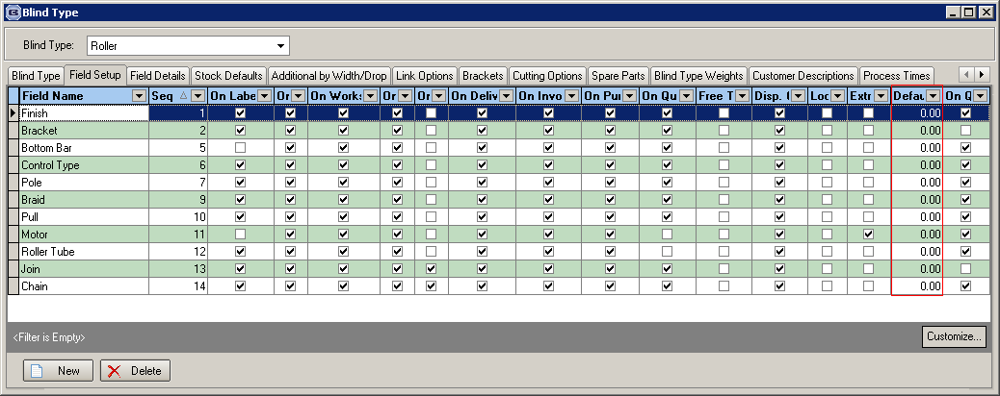 Blind Type
Blind Type: Roller
Blind Type Field Setup Field Details Stock Defaults Additional by Width/Drop Link Options Brackets Cutting Options Spare Parts Blind Type Weights Customer Descriptions Process Times
Field Name Seq On Labe Or On Works Or Or On Deliv On Invo On Pur On Qu Free T Disp. Loc Extr Defau On Q
Finish 1 0.00
Bracket 2 0.00
Bottom Bar 5 0.00
Control Type 6 0.00
Pole 7 0.00
Braid 9 0.00
Pull 10 0.00
Motor 11 0.00
Roller Tube 12 0.00
Join 13 0.00
Chain 14 0.00
<Filter is Empty> Customize...
New Delete